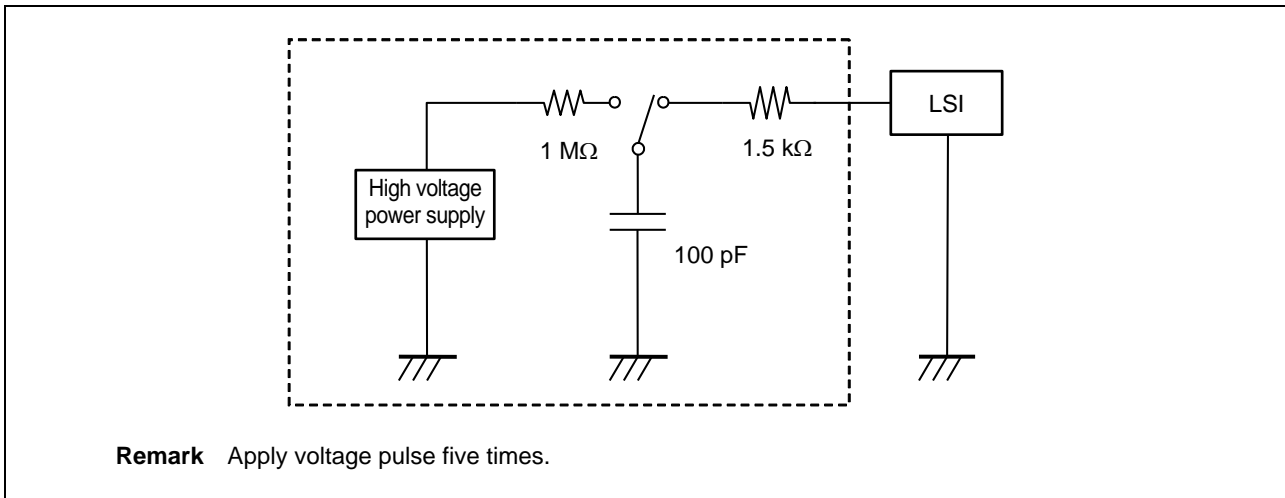 LSI
1 MΩ
1.5 kΩ
High voltage
power supply
100 pF
Remark Apply voltage pulse five times.